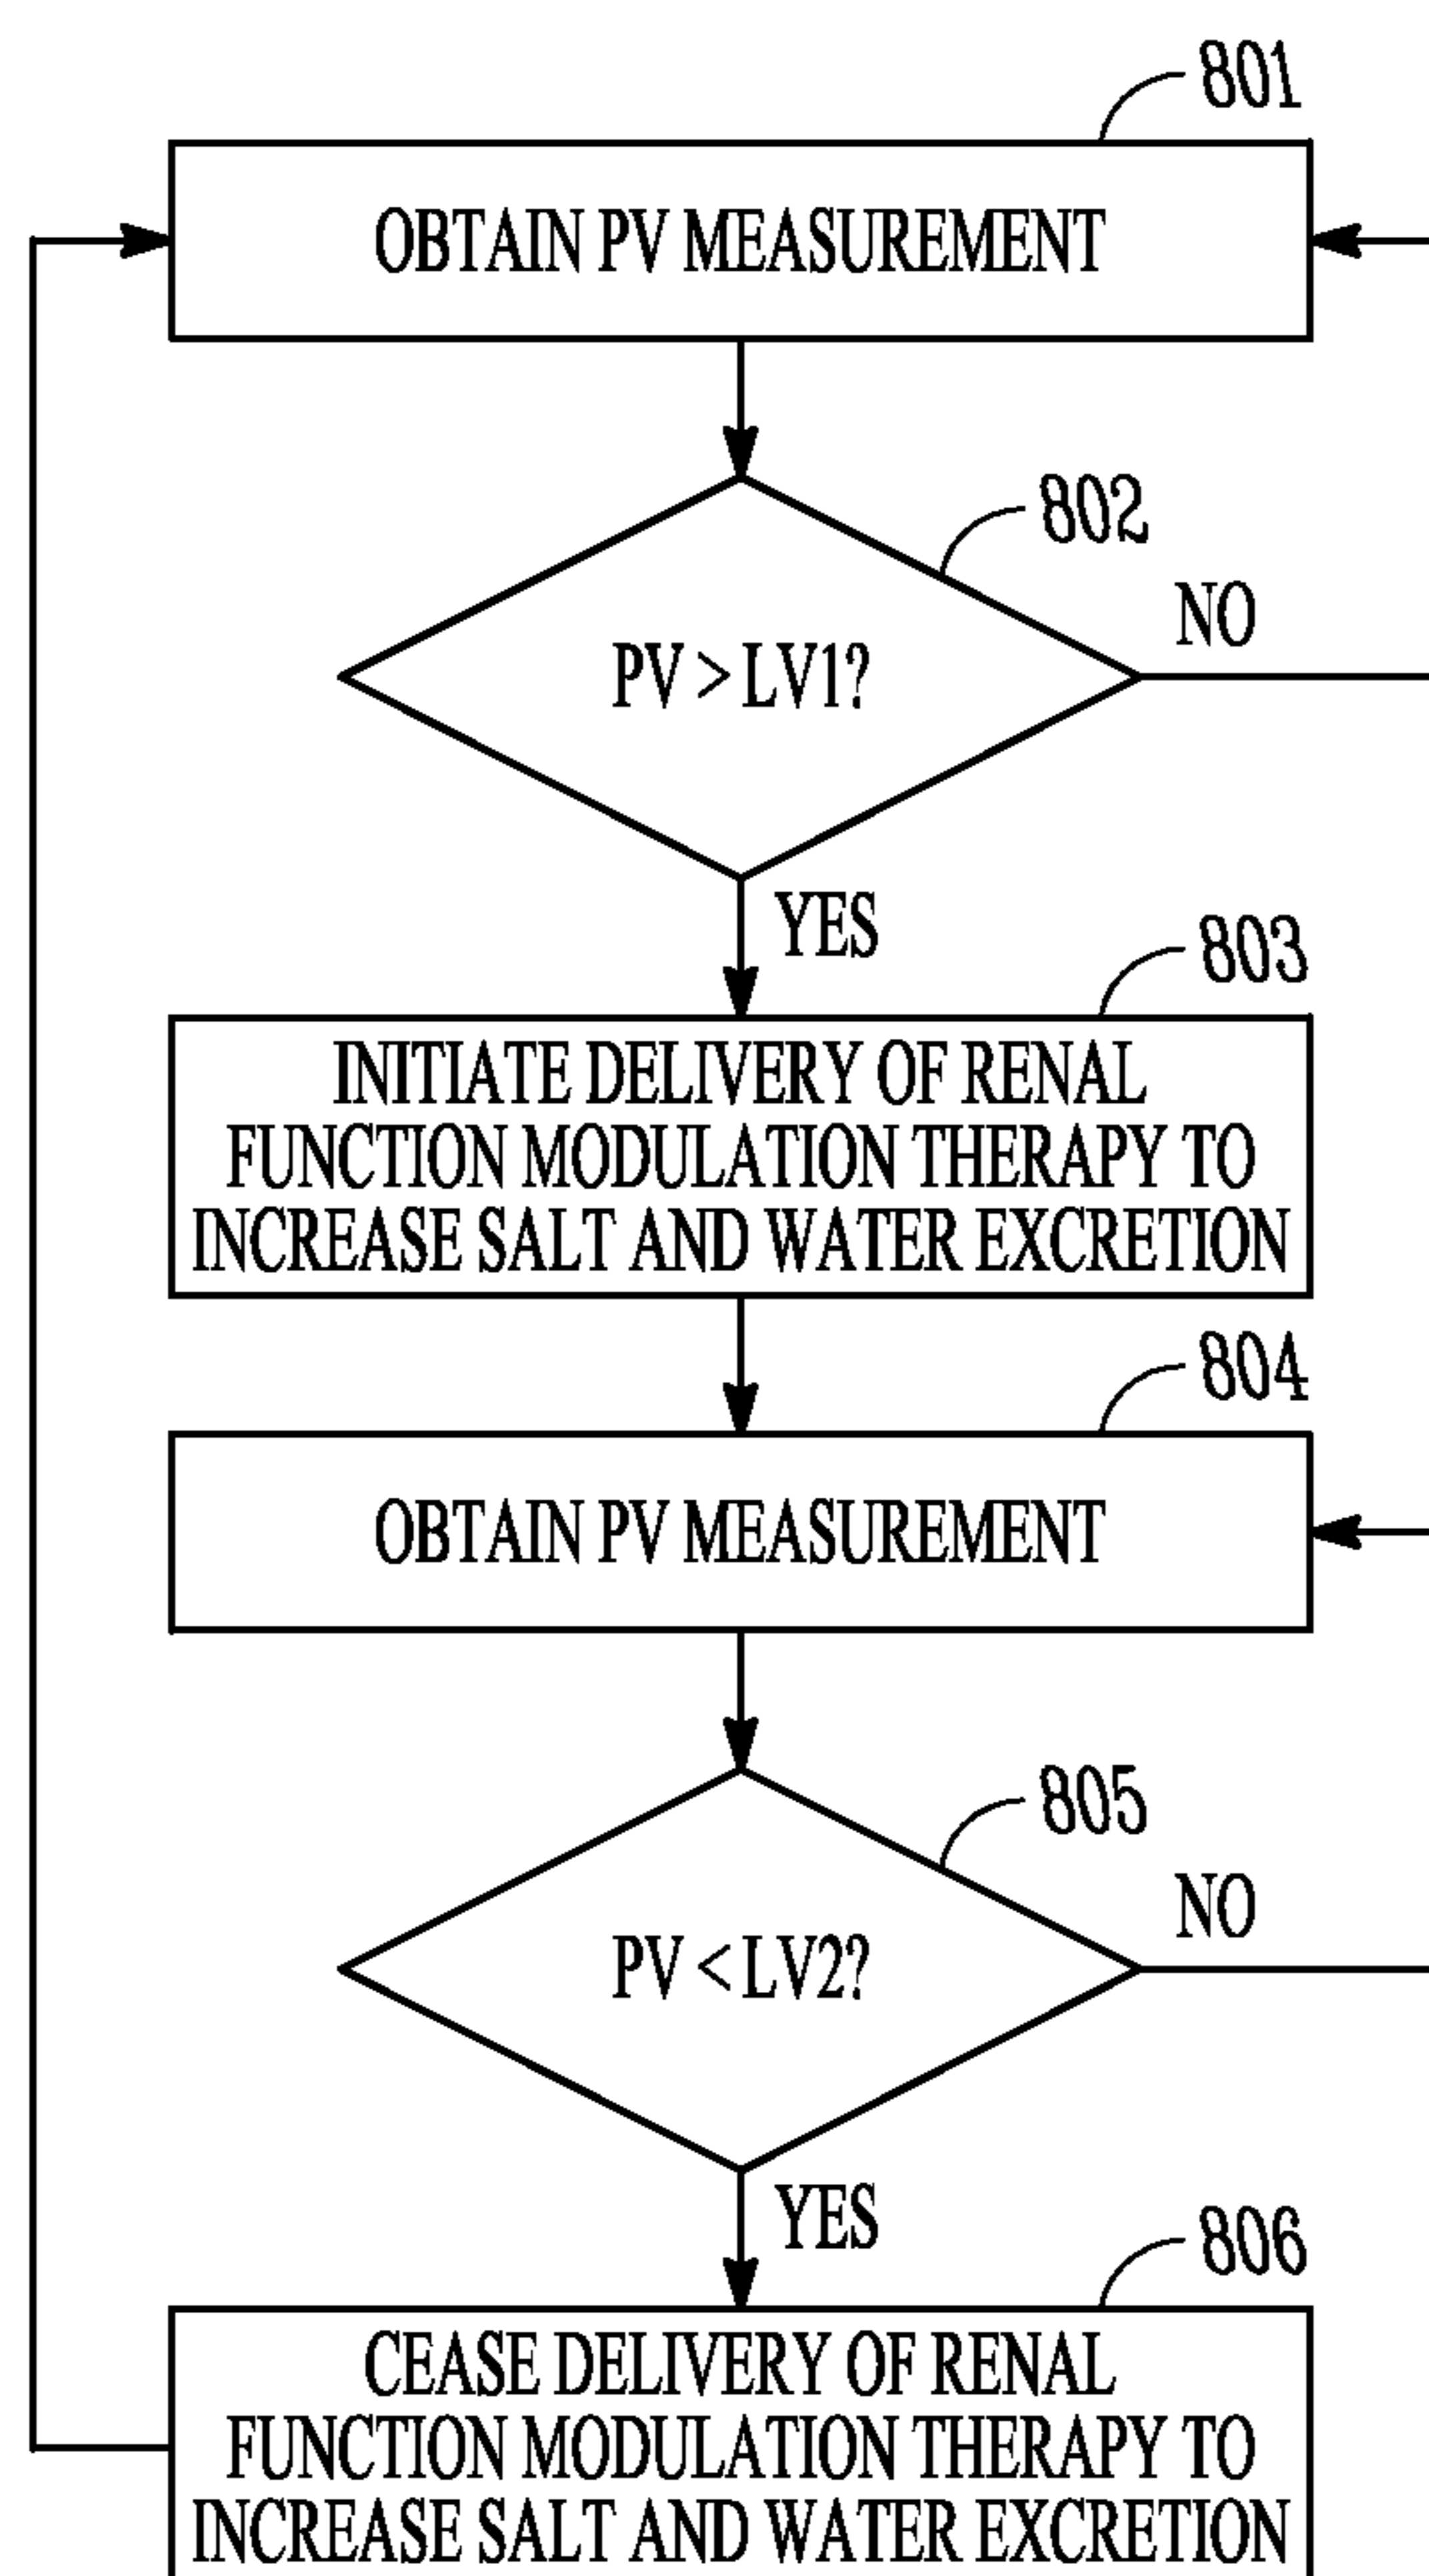 801
OBTAIN PV MEASUREMENT
802
PV > LV1?
NO
YES
803
INITIATE DELIVERY OF RENAL
FUNCTION MODULATION THERAPY TO
INCREASE SALT AND WATER EXCRETION
804
OBTAIN PV MEASUREMENT
805
PV < LV2?
NO
YES
806
CEASE DELIVERY OF RENAL
FUNCTION MODULATION THERAPY TO
INCREASE SALT AND WATER EXCRETION